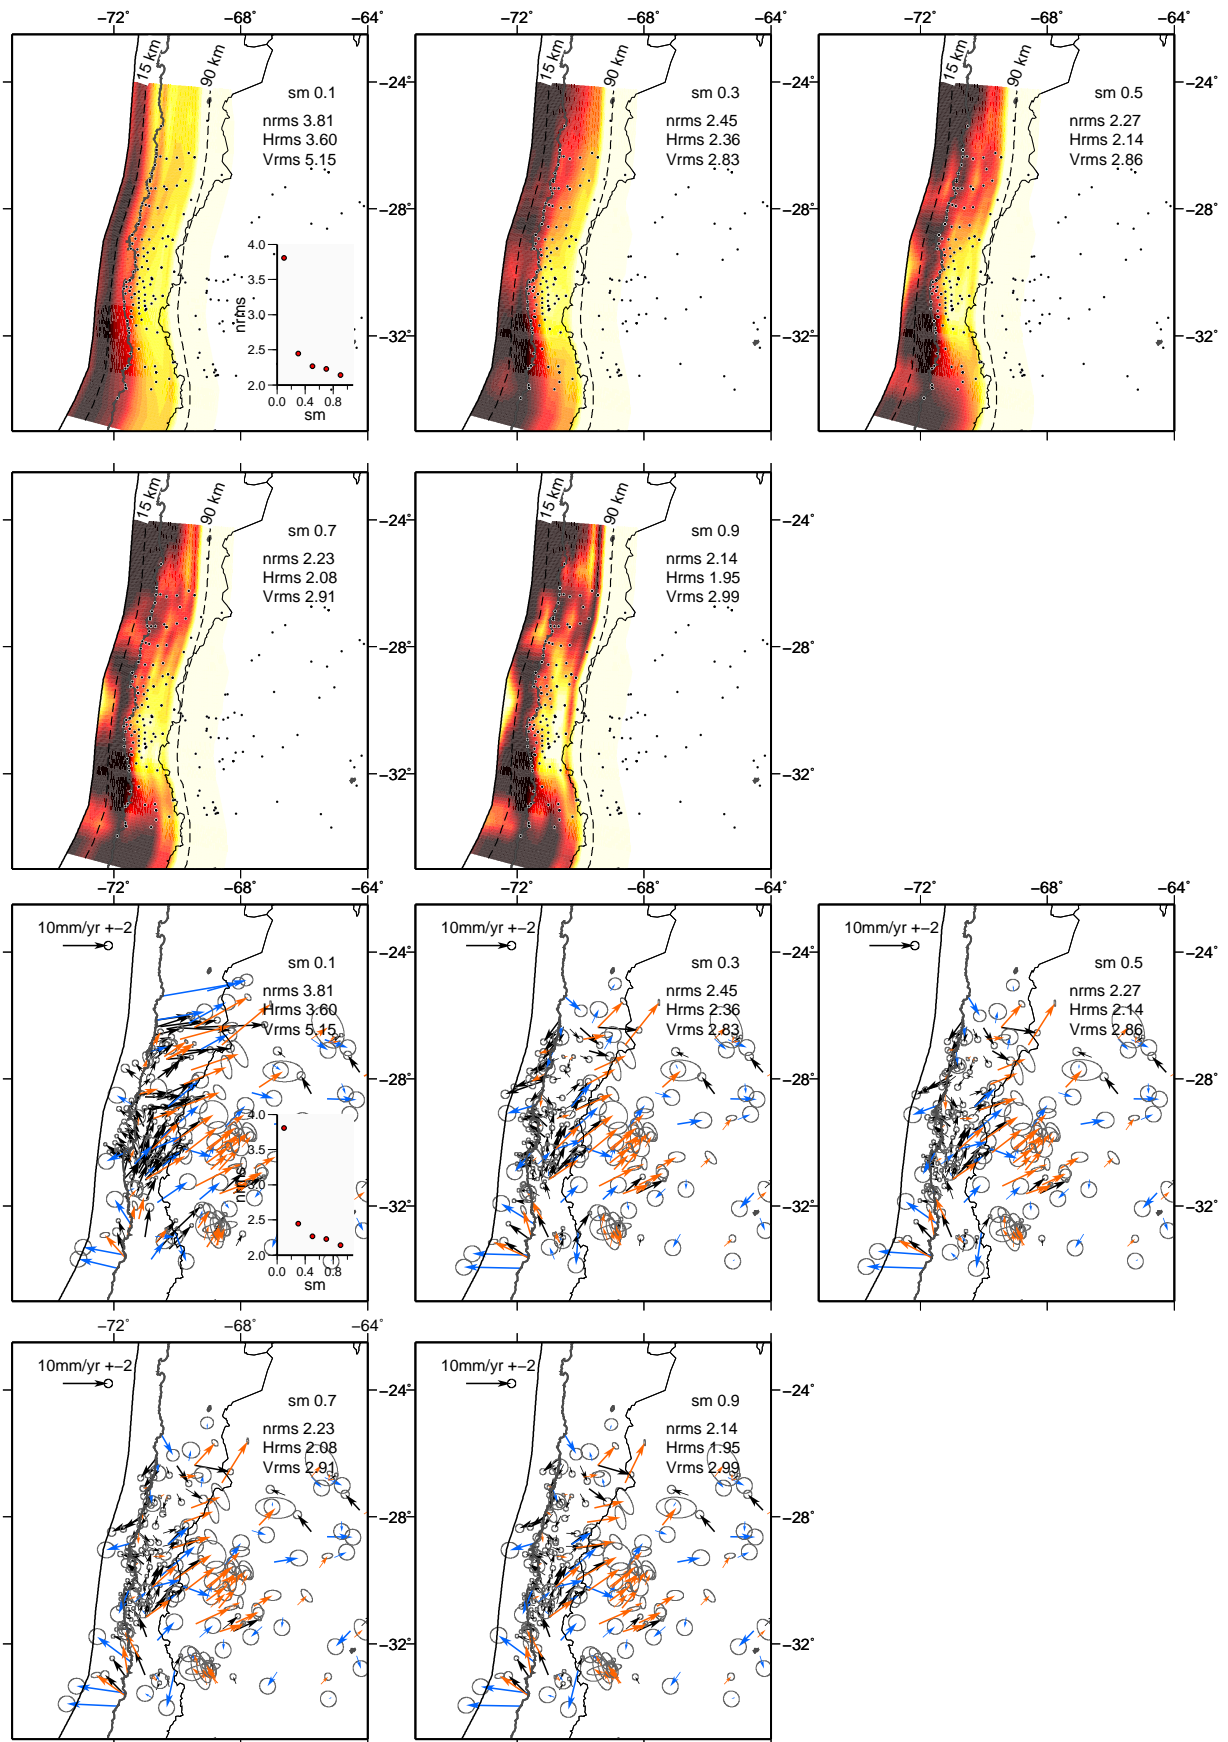 −72° −68° −64° −72° −68° −72° −68° −64°
15 km 90 km 15 km 90 km 15 km 90 km
−24° −24° −24°
sm 0.1 sm 0.3 sm 0.5
nrms 3.81 nrms 2.45 nrms 2.27
Hrms 3.60 Hrms 2.36 Hrms 2.14
Vrms 5.15 Vrms 2.83 Vrms 2.86
−28° −28° −28°
4.0
3.5
3.0
2.5
2.0
nrms
0.0 0.4 0.8
sm
−32° −32° −32°
15 km 90 km 15 km 90 km
−24° −24°
sm 0.7 sm 0.9
nrms 2.23 nrms 2.14
Hrms 2.08 Hrms 1.95
Vrms 2.91 Vrms 2.99
−28° −28°
−32° −32°
−72° −68° −64° −72° −68° −72° −68° −64°
10mm/yr +−2 10mm/yr +−2 10mm/yr +−2
−24° −24° −24°
sm 0.1 sm 0.3 sm 0.5
nrms 3.81 nrms 2.45 nrms 2.27
Hrms 3.60 Hrms 2.36 Hrms 2.14
Vrms 5.15 Vrms 2.83 Vrms 2.86
−28° −28° −28°
4.0
3.5
3.0
2.5
2.0
nrms
0.0 0.4 0.8
sm
−32° −32° −32°
−72° −68° −64°
10mm/yr +−2 10mm/yr +−2
−24° −24°
sm 0.7 sm 0.9
nrms 2.23 nrms 2.14
Hrms 2.08 Hrms 1.95
Vrms 2.91 Vrms 2.99
−28° −28°
−32° −32°